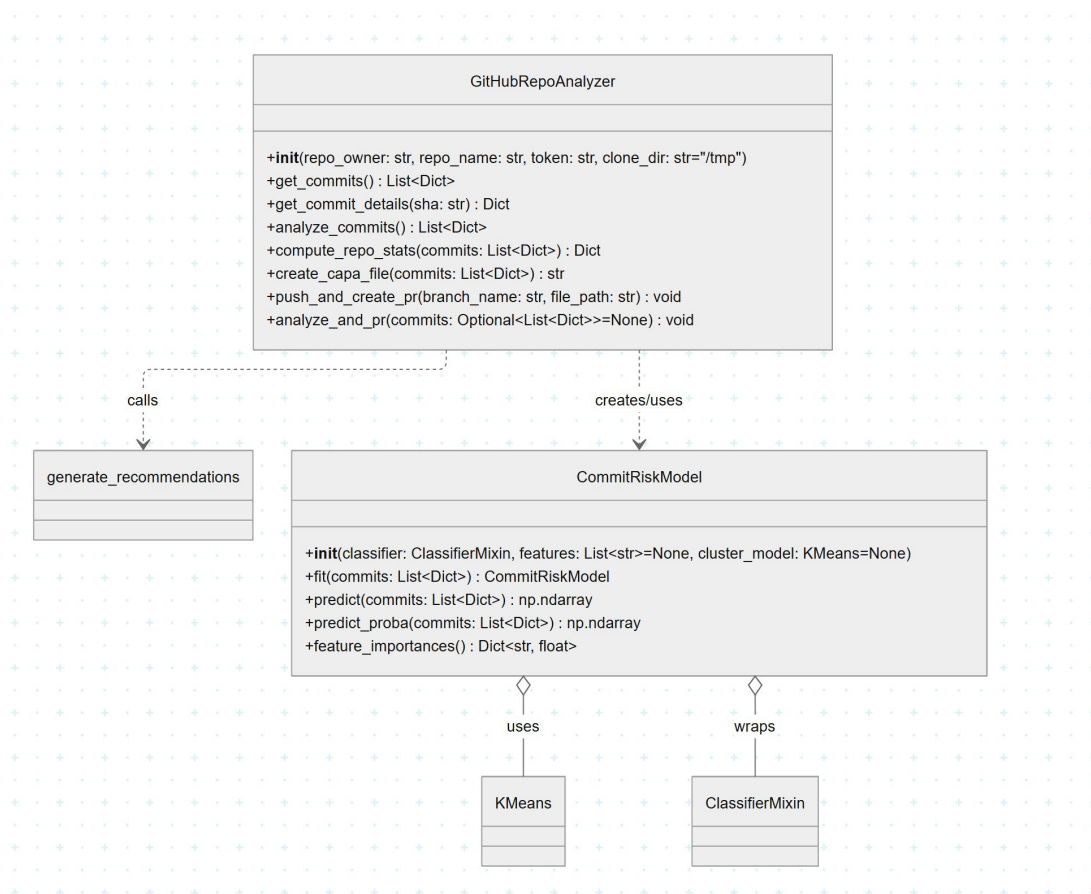 GitHubRepoAnalyzer
+init(repo_owner: str, repo_name: str, token: str, clone_dir: str="/tmp")
+get_commits() : List<Dict>
+get_commit_details(sha: str) : Dict
+analyze_commits() : List<Dict>
+compute_repo_stats(commits: List<Dict>) : Dict
+create_capa_file(commits: List<Dict>) : str
+push_and_create_pr(branch_name: str, file_path: str) : void
+analyze_and_pr(commits: Optional<List<Dict>>=None) : void
calls
creates/uses
generate_recommendations
CommitRiskModel
+init(classifier: ClassifierMixin, features: List<str>=None, cluster_model: KMeans=None)
+fit(commits: List<Dict>) : CommitRiskModel
+predict(commits: List<Dict>) : np.ndarray
+predict_proba(commits: List<Dict>) : np.ndarray
+feature_importances() : Dict<str, float>
uses
wraps
KMeans
ClassifierMixin